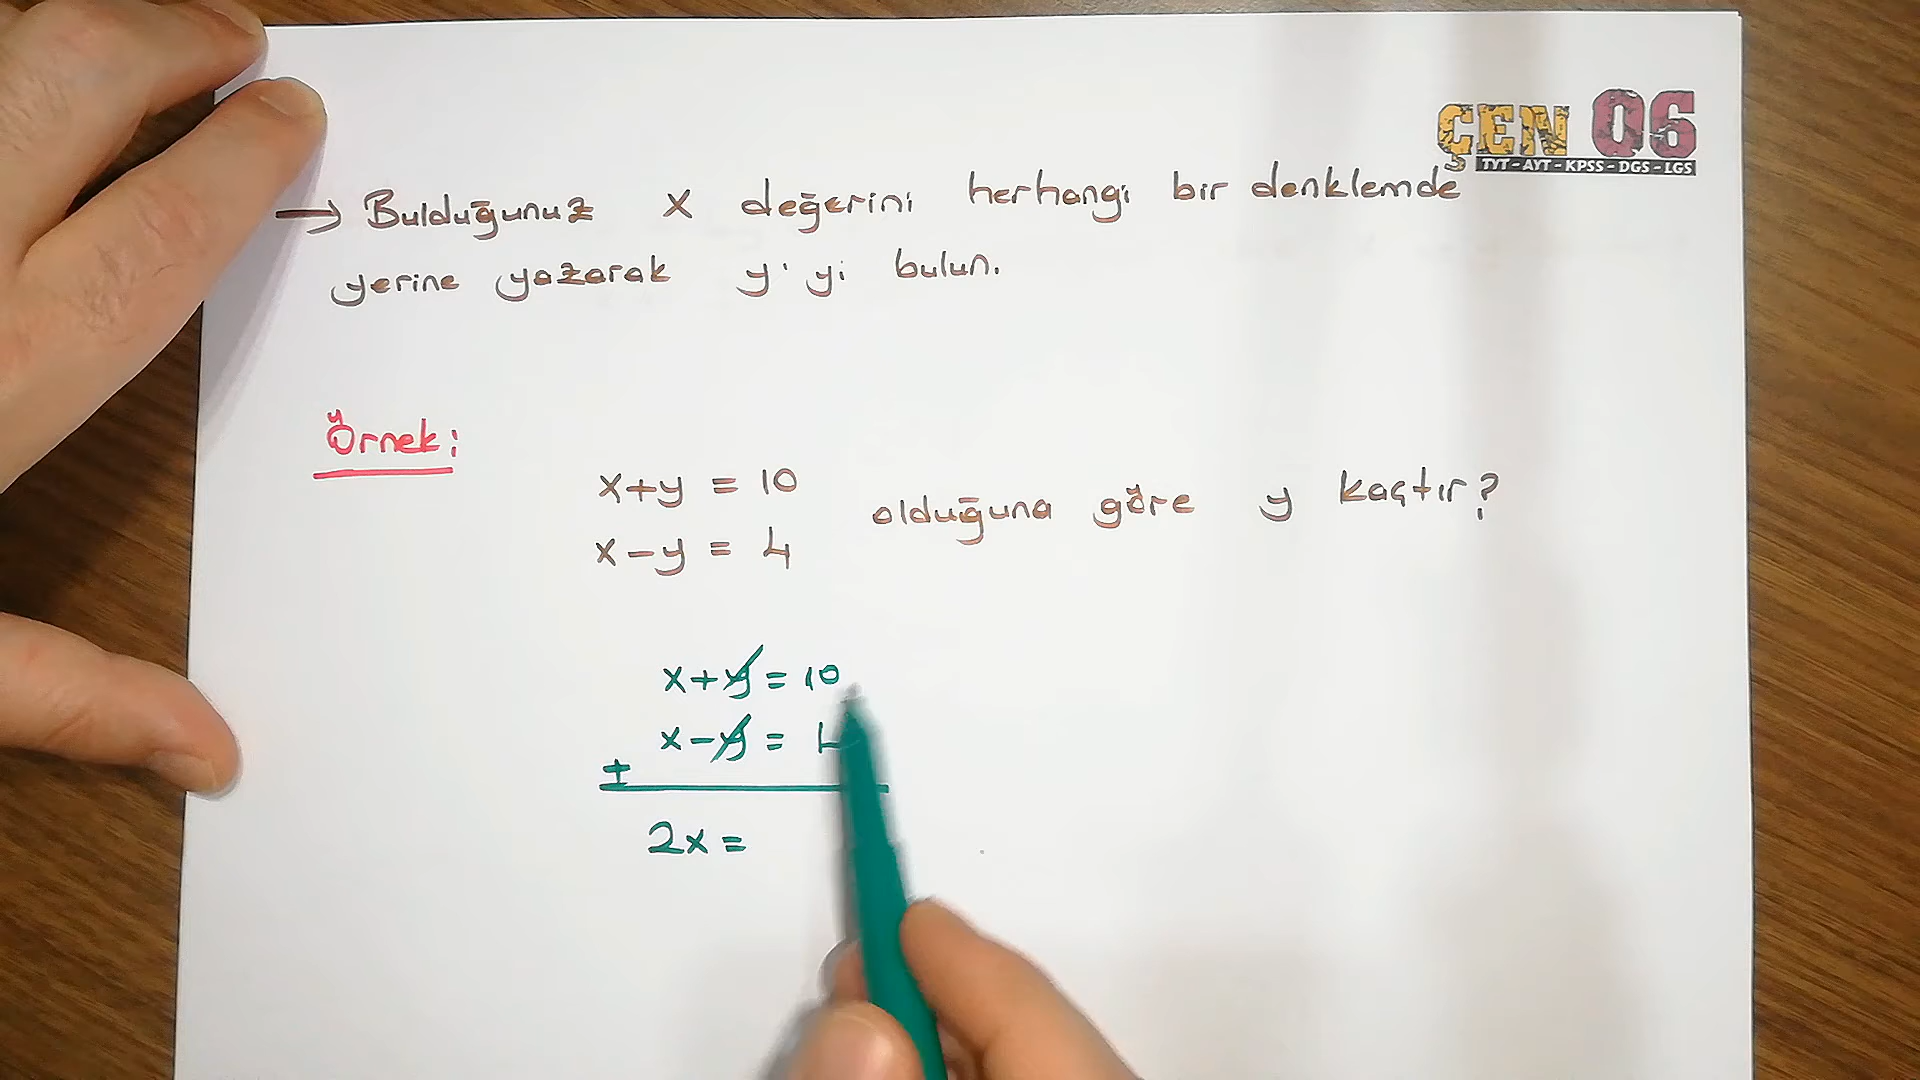 ÇEN 06
TYT - AYT - KPSS - DGS - LGS
→ Bulduğunuz x değerini herhangi bir denklemde
yerine yazarak y'yi bulun.
Örnek:
x+y = 10
x-y = 4
olduğuna göre y kaçtır?
x+y = 10
x-y = 4
+
2x =